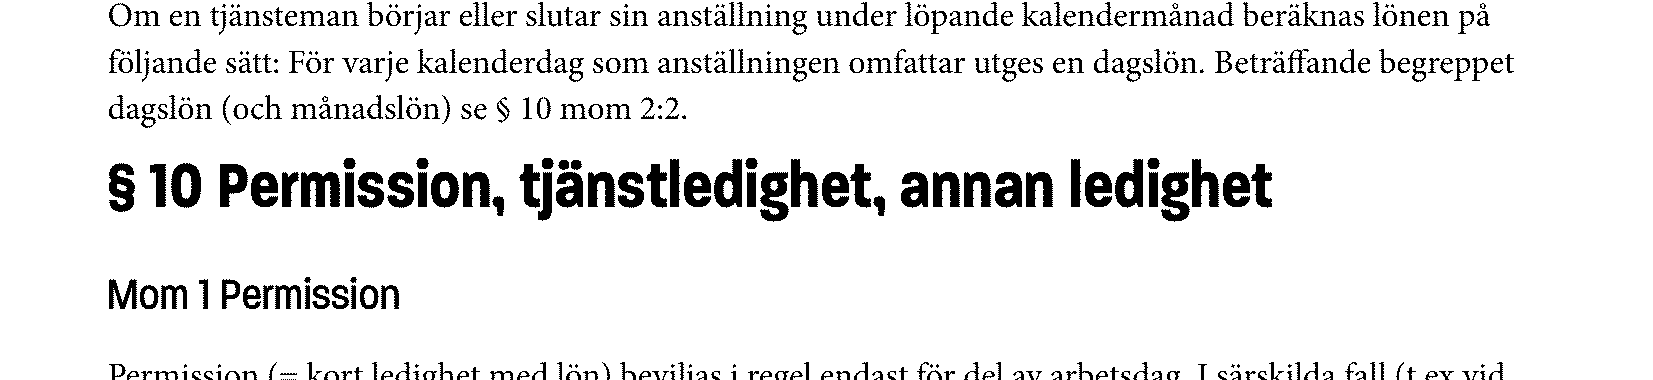 Om en tjänsteman börjar eller slutar sin anställning under löpande kalendermånad beräknas lönen på
följande sätt: För varje kalenderdag som anställningen omfattar utges en dagslön. Beträffande begreppet
dagslön (och månadslön) se § 10 mom 2:2.
§ 10 Permission, tjänstledighet, annan ledighet
Mom 1 Permission
Permission (= kort ledighet med lön) beviljas i regel endast för del av arbetsdag. I särskilda fall (t ex vid